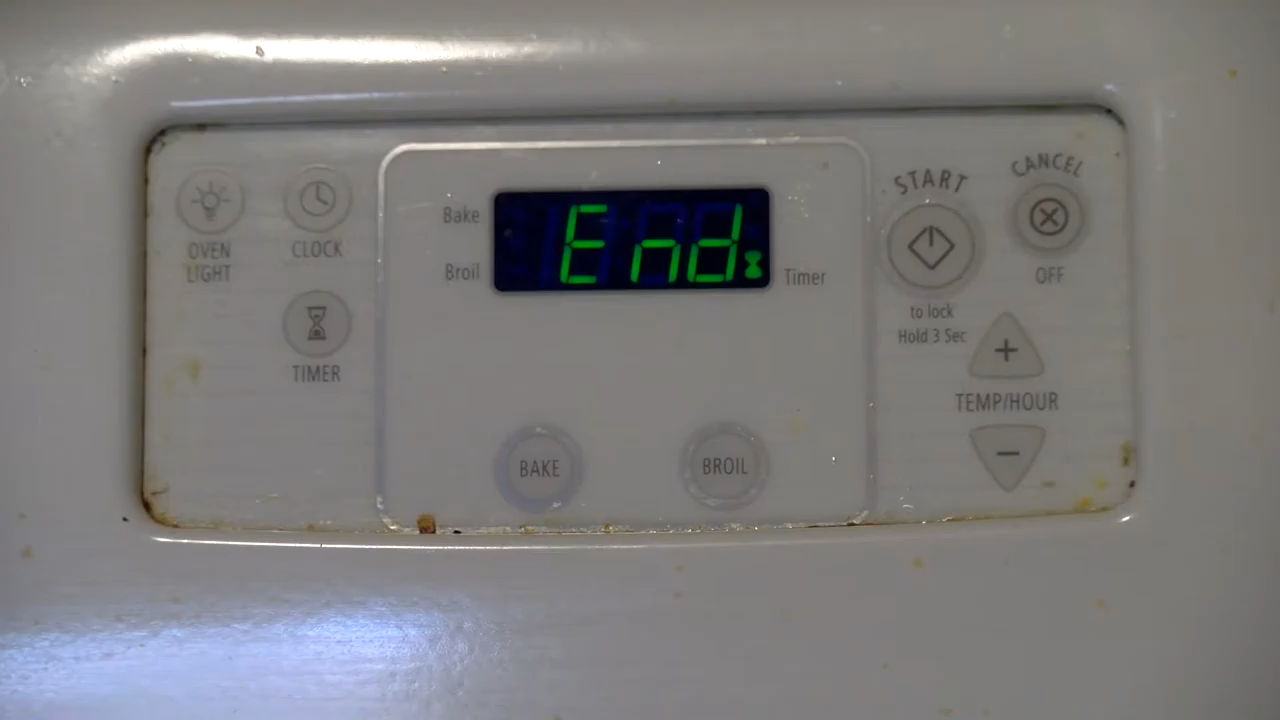 End
Bake
Broil
Timer
OVEN
LIGHT
CLOCK
TIMER
BAKE
BROIL
START
to lock
Hold 3 Sec
CANCEL
OFF
+
TEMP/HOUR
−